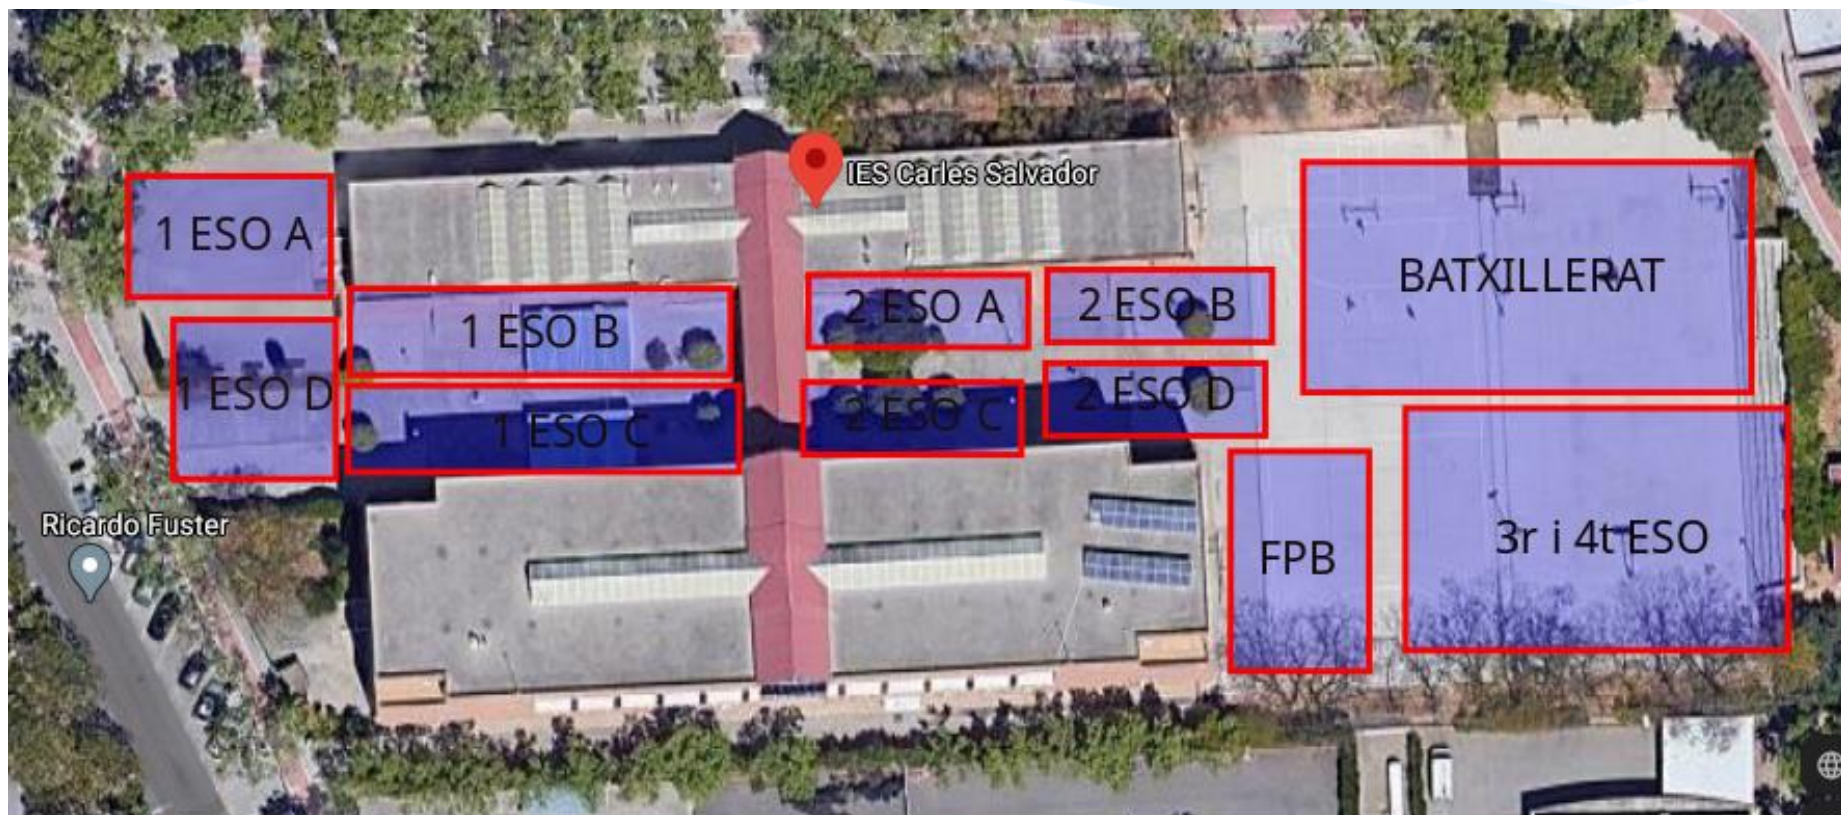 IES Carles Salvador
1 ESO A
BATXILLERAT
1 ESO B
2 ESO A
2 ESO B
1 ESO D
1 ESO C
2 ESO C
2 ESO D
Ricardo Fuster
FPB
3r i 4t ESO